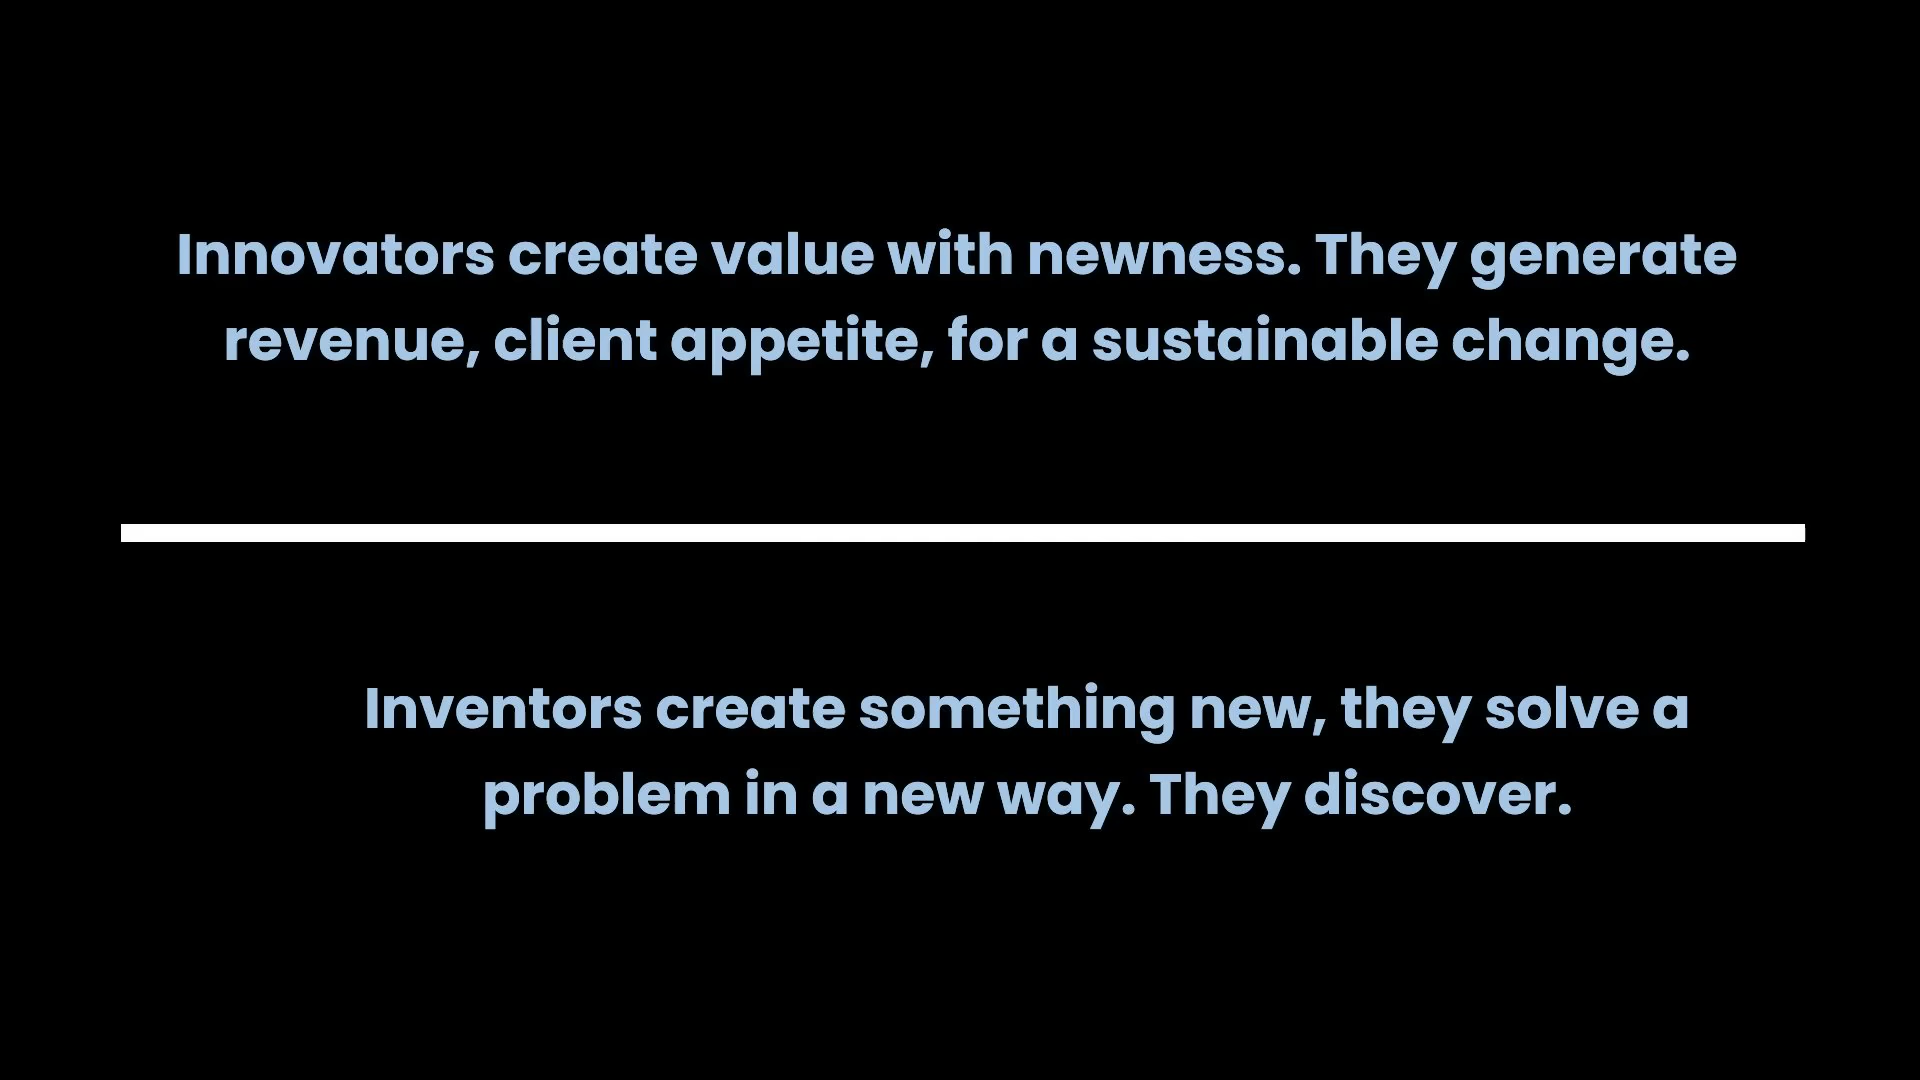 Innovators create value with newness. They generate
revenue, client appetite, for a sustainable change.
Inventors create something new, they solve a
problem in a new way. They discover.